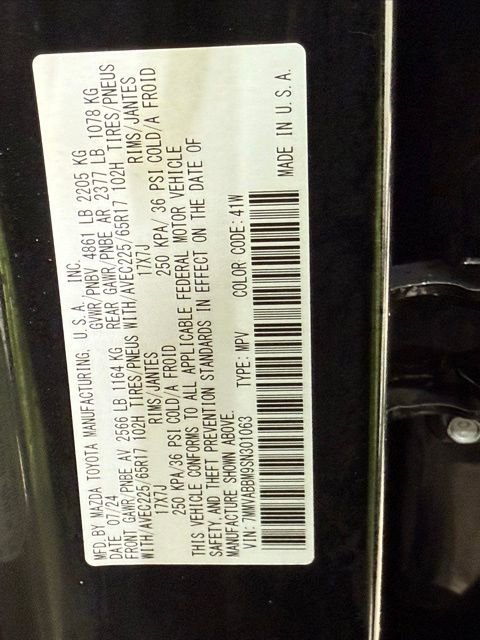 MFD.BY MAZDA TOYOTA MANUFACTURING, U.S.A., INC.
DATE 07/24 GVWR/PNBV 4861 LB 2205 KG
FRONT GAWR/PNBE AV 2566 LB 1164 KG REAR GAWR/PNBE AR 2377 LB 1078 KG
WITH/AVEC225/65R17 102H TIRES/PNEUS WITH/AVEC225/65R17 102H TIRES/PNEUS
17X7J RIMS/JANTES 17X7J RIMS/JANTES
250 KPA/36 PSI COLD/A FROID 250 KPA/ 36 PSI COLD/A FROID
THIS VEHICLE CONFORMS TO ALL APPLICABLE FEDERAL MOTOR VEHICLE
SAFETY,AND THEFT PREVENTION STANDARDS IN EFFECT ON THE DATE OF
MANUFACTURE SHOWN ABOVE.
VIN: 7MMVABBM9SN301063 TYPE: MPV COLOR CODE: 41W
MADE IN U.S.A.